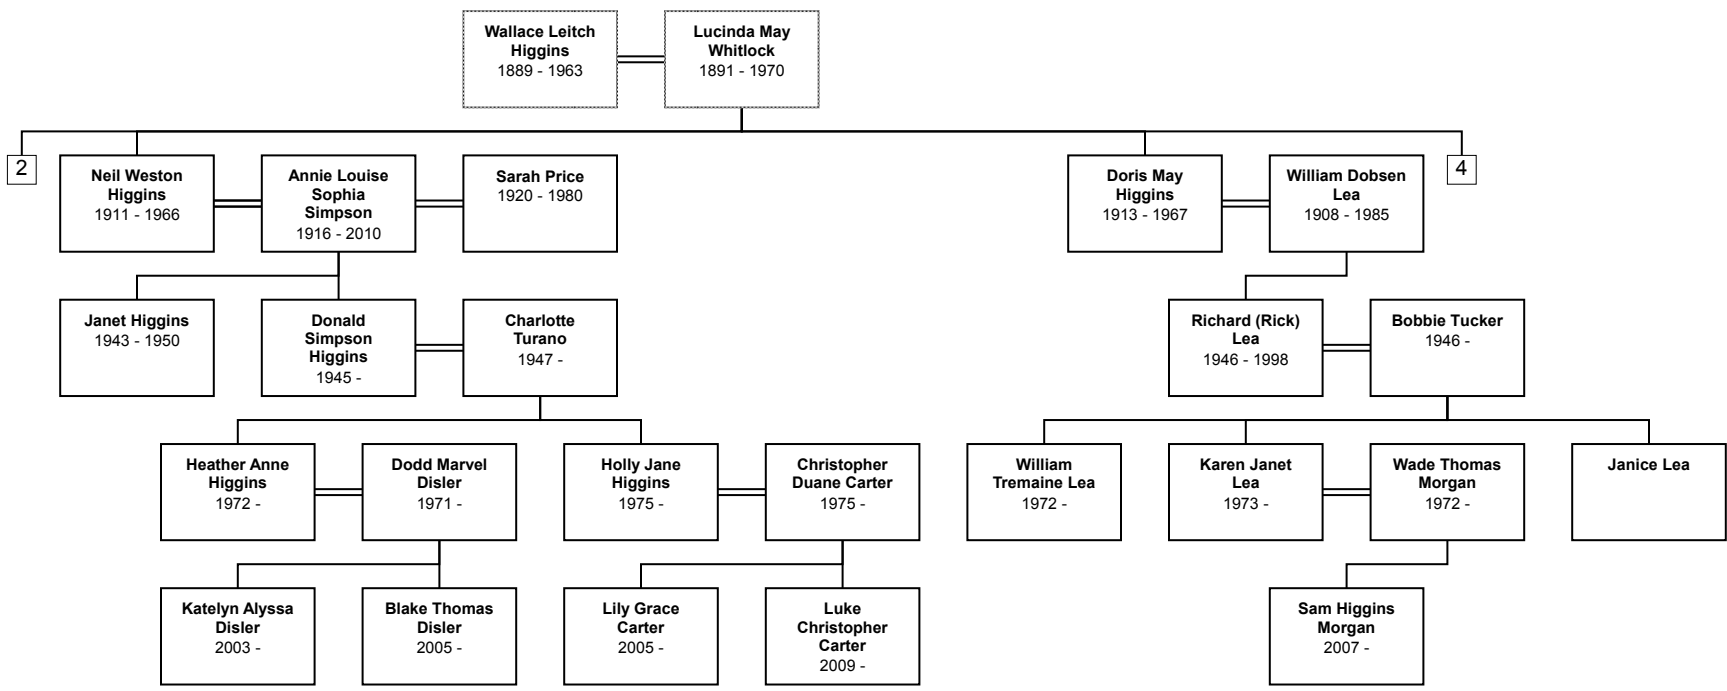 Wallace Leitch
Higgins
1889 - 1963
Lucinda May
Whitlock
1891 - 1970
2
Neil Weston
Higgins
1911 - 1966
Annie Louise
Sophia
Simpson
1916 - 2010
Sarah Price
1920 - 1980
Doris May
Higgins
1913 - 1967
William Dobsen
Lea
1908 - 1985
4
Janet Higgins
1943 - 1950
Donald
Simpson
Higgins
1945 -
Charlotte
Turano
1947 -
Richard (Rick)
Lea
1946 - 1998
Bobbie Tucker
1946 -
Heather Anne
Higgins
1972 -
Dodd Marvel
Disler
1971 -
Holly Jane
Higgins
1975 -
Christopher
Duane Carter
1975 -
William
Tremaine Lea
1972 -
Karen Janet
Lea
1973 -
Wade Thomas
Morgan
1972 -
Janice Lea
Katelyn Alyssa
Disler
2003 -
Blake Thomas
Disler
2005 -
Lily Grace
Carter
2005 -
Luke
Christopher
Carter
2009 -
Sam Higgins
Morgan
2007 -